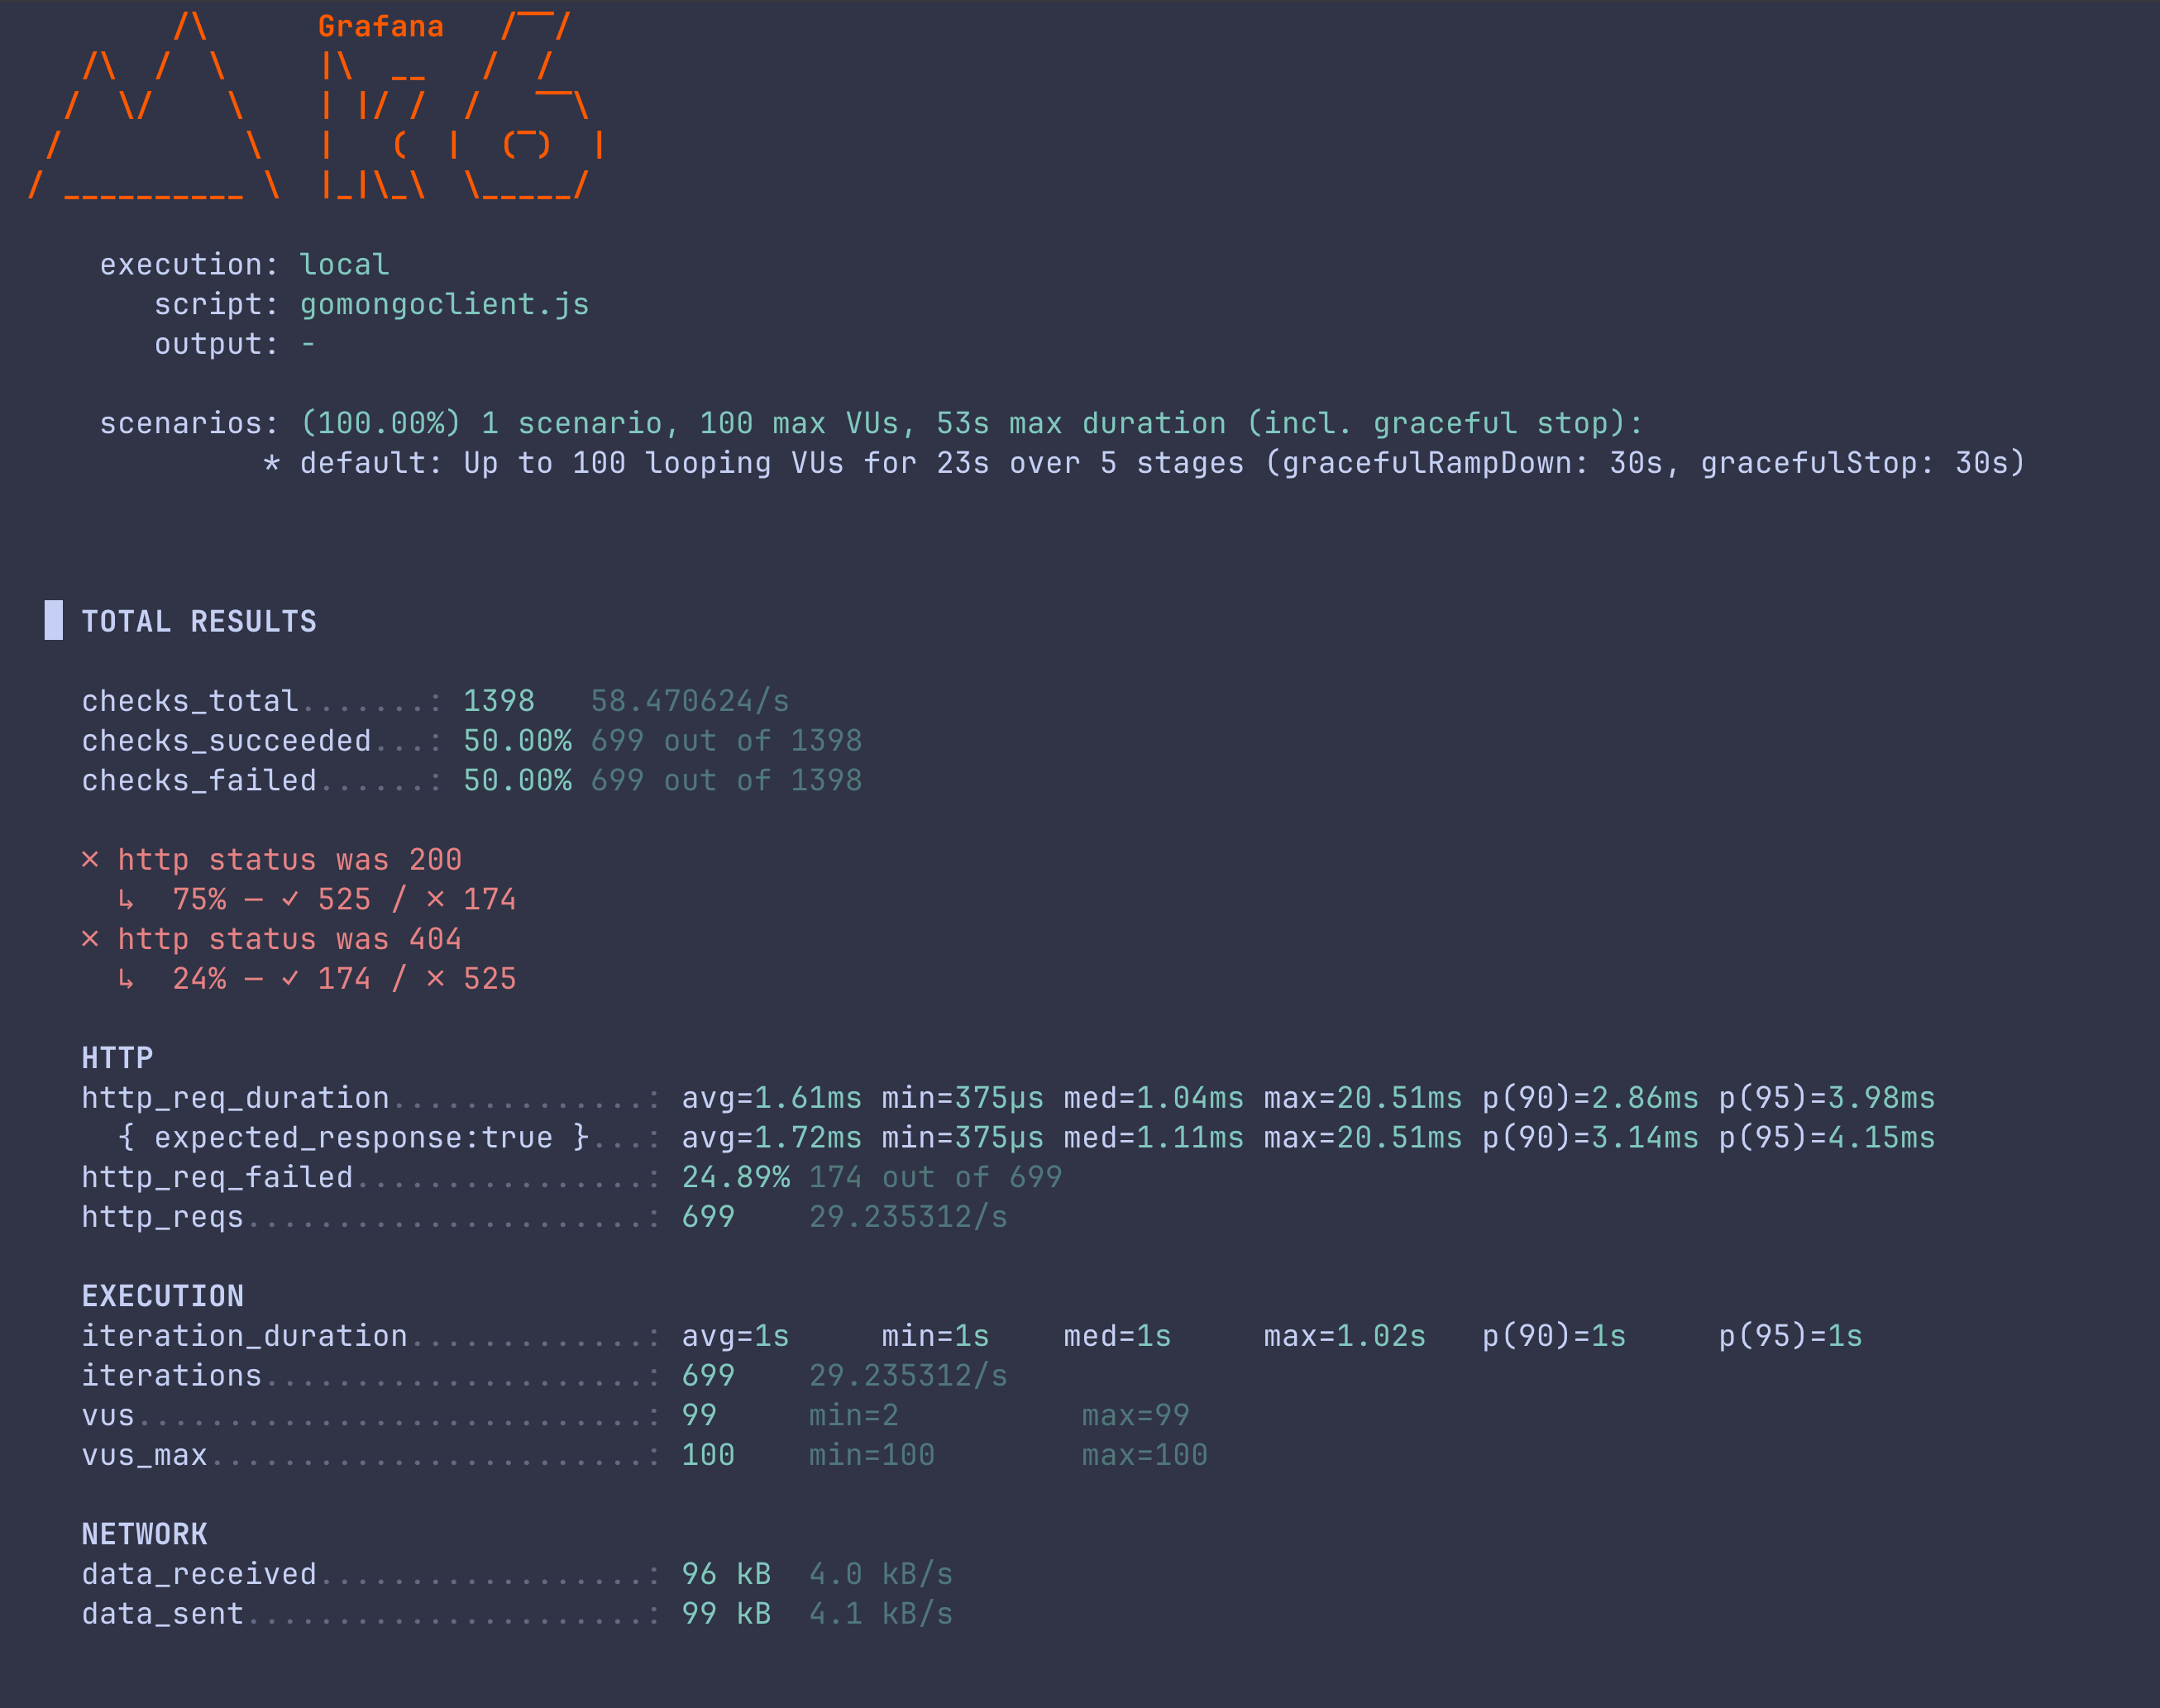 /\      Grafana   /‾‾/
    /\  /  \     |\  __   /  /
   /  \/    \    | |/ /  /   ‾‾\
  /          \   |   (  |  (‾)  |
 / __________ \  |_|\_\  \_____/

     execution: local
        script: gomongoclient.js
        output: -

     scenarios: (100.00%) 1 scenario, 100 max VUs, 53s max duration (incl. graceful stop):
              * default: Up to 100 looping VUs for 23s over 5 stages (gracefulRampDown: 30s, gracefulStop: 30s)

  █ TOTAL RESULTS

    checks_total.......: 1398   58.470624/s
    checks_succeeded...: 50.00% 699 out of 1398
    checks_failed......: 50.00% 699 out of 1398

    ✗ http status was 200
      ↳  75% — ✓ 525 / ✗ 174
    ✗ http status was 404
      ↳  24% — ✓ 174 / ✗ 525

    HTTP
    http_req_duration..............: avg=1.61ms min=375µs med=1.04ms max=20.51ms p(90)=2.86ms p(95)=3.98ms
      { expected_response:true }...: avg=1.72ms min=375µs med=1.11ms max=20.51ms p(90)=3.14ms p(95)=4.15ms
    http_req_failed................: 24.89% 174 out of 699
    http_reqs......................: 699    29.235312/s

    EXECUTION
    iteration_duration.............: avg=1s     min=1s    med=1s     max=1.02s   p(90)=1s     p(95)=1s
    iterations.....................: 699    29.235312/s
    vus............................: 99     min=2          max=99
    vus_max........................: 100    min=100        max=100

    NETWORK
    data_received..................: 96 kB  4.0 kB/s
    data_sent......................: 99 kB  4.1 kB/s